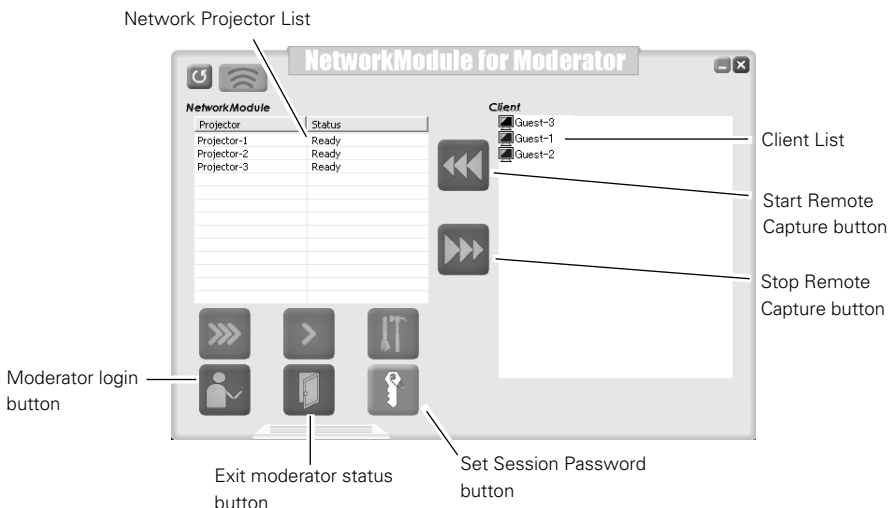 Network Projector List
NetworkModule for Moderator
NetworkModule
Projector Status
Projector-1 Ready
Projector-2 Ready
Projector-3 Ready
Client
Guest-3
Guest-1
Guest-2
Client List
Start Remote
Capture button
Stop Remote
Capture button
Moderator login
button
Exit moderator status
button
Set Session Password
button